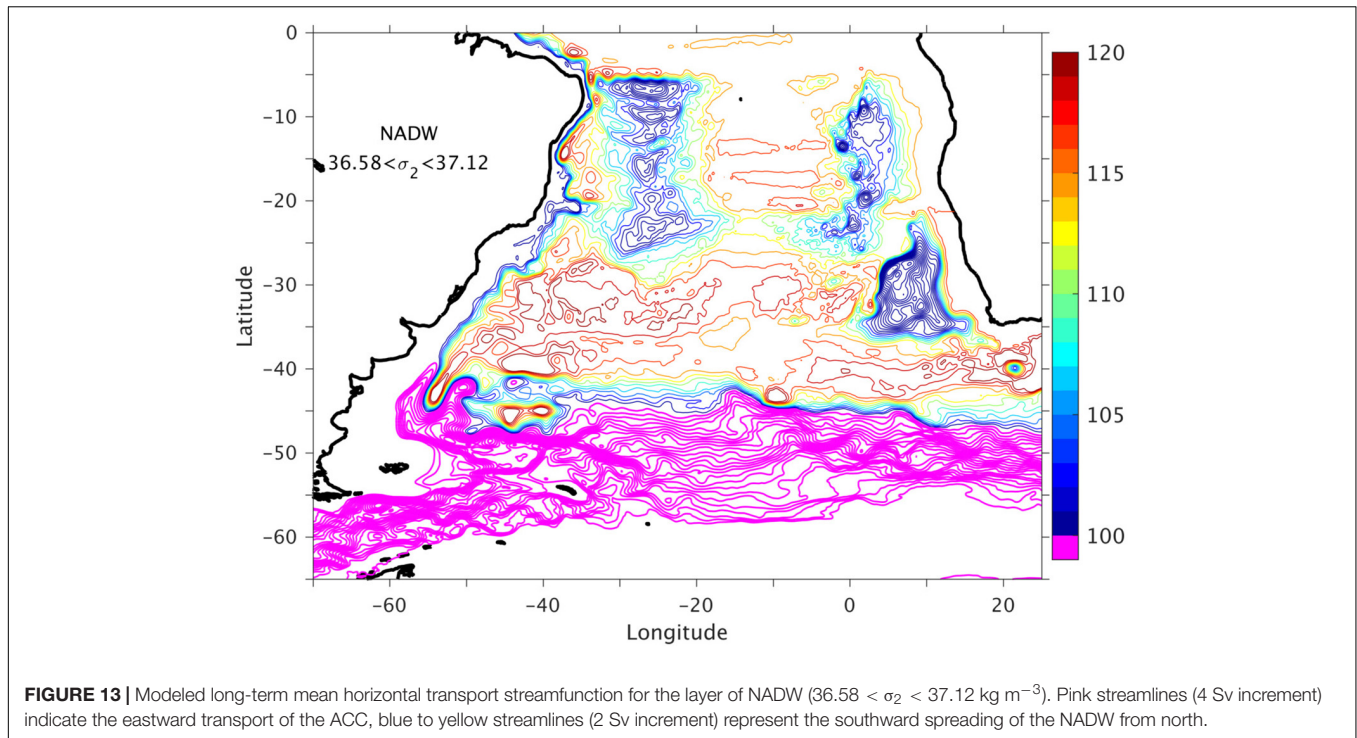 0
-10
-20
-30
-40
-50
-60
Latitude
NADW
36.58<σ₂<37.12
-60
-40
-20
0
20
Longitude
120
115
110
105
100
FIGURE 13 | Modeled long-term mean horizontal transport streamfunction for the layer of NADW (36.58 < σ₂ < 37.12 kg m⁻³). Pink streamlines (4 Sv increment)
indicate the eastward transport of the ACC, blue to yellow streamlines (2 Sv increment) represent the southward spreading of the NADW from north.